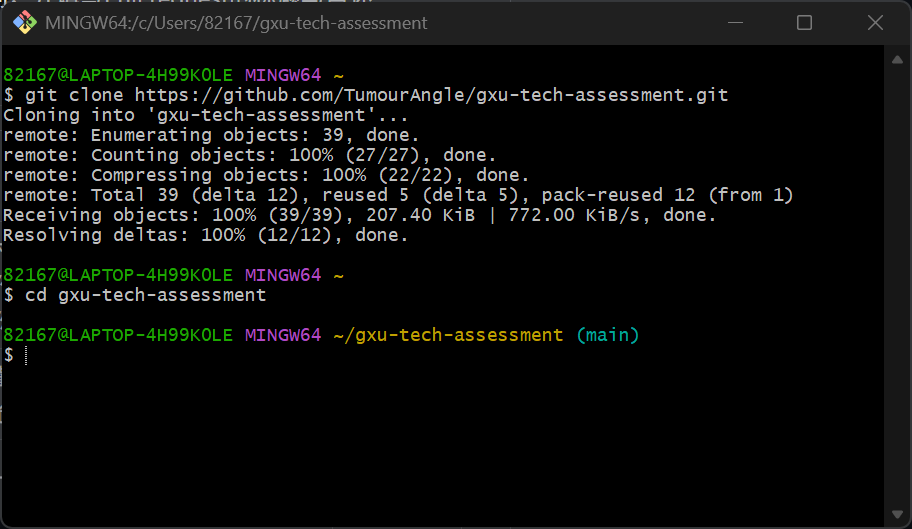 MINGW64:/c/Users/82167/gxu-tech-assessment
82167@LAPTOP-4H99KOLE MINGW64 ~
$ git clone https://github.com/TumourAngle/gxu-tech-assessment.git
Cloning into 'gxu-tech-assessment'...
remote: Enumerating objects: 39, done.
remote: Counting objects: 100% (27/27), done.
remote: Compressing objects: 100% (22/22), done.
remote: Total 39 (delta 12), reused 5 (delta 5), pack-reused 12 (from 1)
Receiving objects: 100% (39/39), 207.40 KiB | 772.00 KiB/s, done.
Resolving deltas: 100% (12/12), done.
82167@LAPTOP-4H99KOLE MINGW64 ~
$ cd gxu-tech-assessment
82167@LAPTOP-4H99KOLE MINGW64 ~/gxu-tech-assessment (main)
$